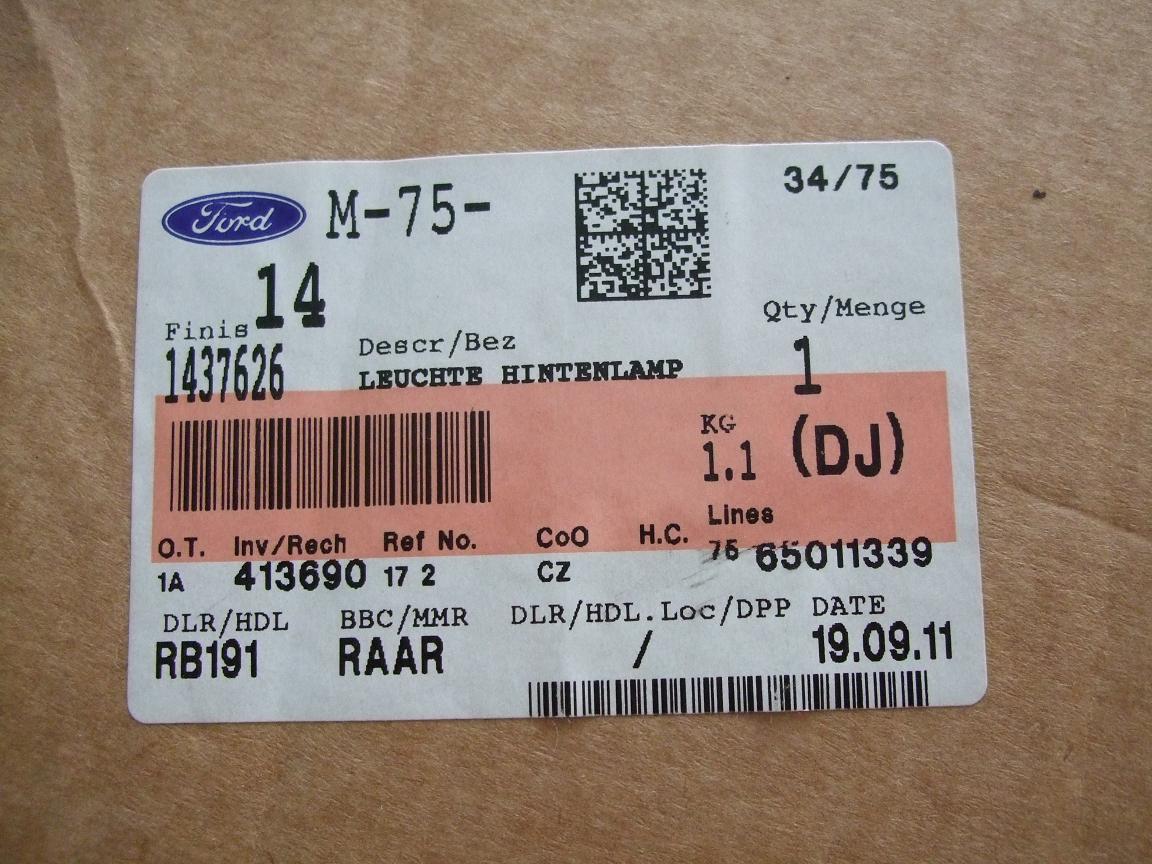 Ford M-75- 34/75
14
Finis Descr/Bez Qty/Menge
1437626 LEUCHTE HINTENLAMP 1
KG (DJ)
1.1
Lines
O.T. Inv/Rech Ref No. CoO H.C.
1A 413690 17 2 CZ 75 65011339
DLR/HDL BBC/MMR DLR/HDL.Loc/DPP DATE
RB191 RAAR / 19.09.11